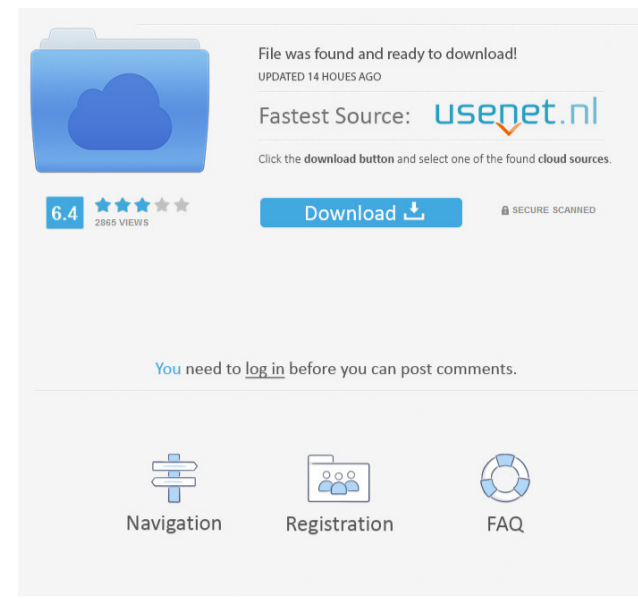 File was found and ready to download!
UPDATED 14 HOUES AGO
Fastest Source: usenet.nl
Click the download button and select one of the found cloud sources.
6.4
2865 VIEWS
Download
SECURE SCANNED
You need to log in before you can post comments.
Navigation
Registration
FAQ